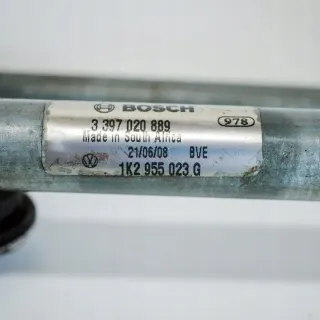 BOSCH
3 397 020 889 978
Made in South Africa
21/06/08 BVE
1K2 955 023 G